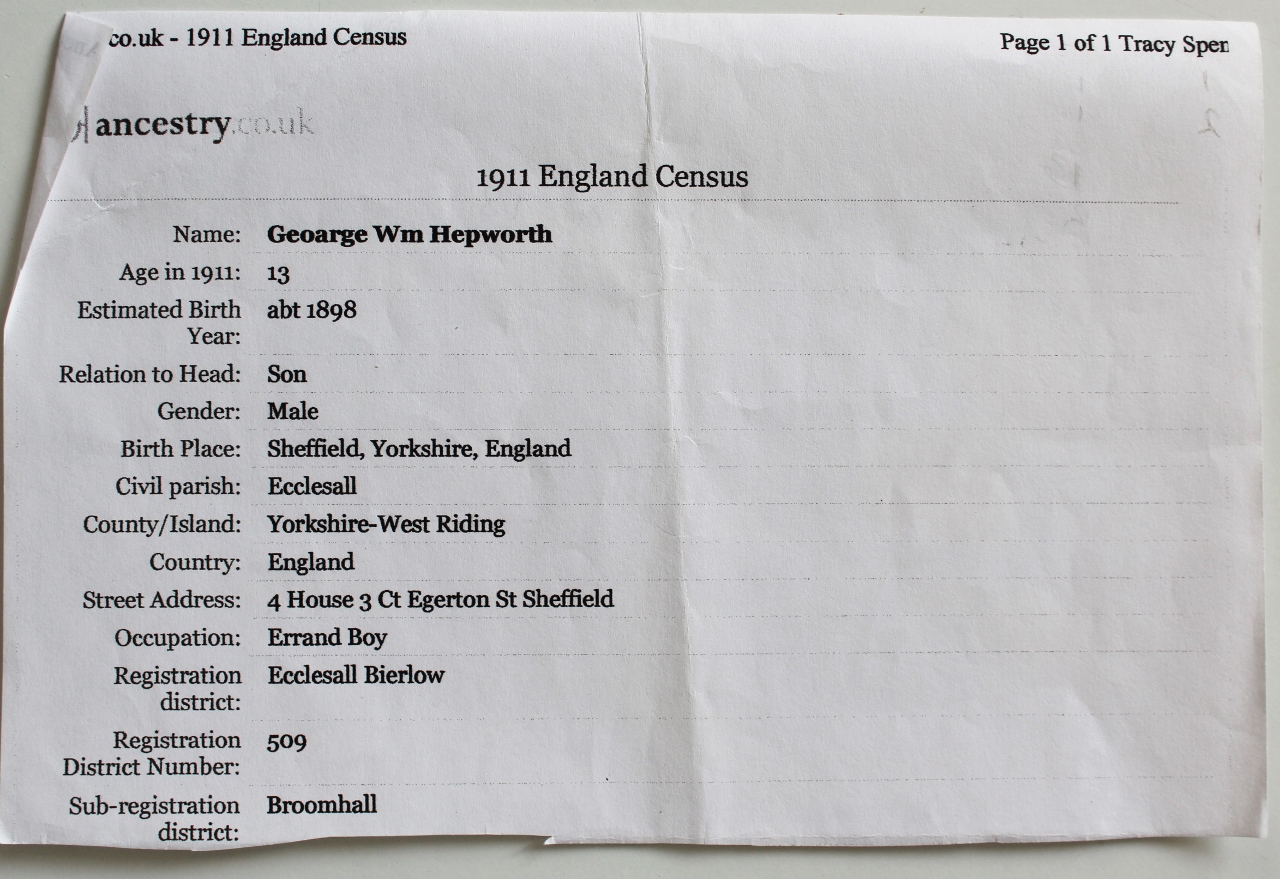 co.uk - 1911 England Census
Page 1 of 1 Tracy Spen
ancestry.co.uk
1911 England Census
Name: Geoarge Wm Hepworth
Age in 1911: 13
Estimated Birth Year: abt 1898
Relation to Head: Son
Gender: Male
Birth Place: Sheffield, Yorkshire, England
Civil parish: Ecclesall
County/Island: Yorkshire-West Riding
Country: England
Street Address: 4 House 3 Ct Egerton St Sheffield
Occupation: Errand Boy
Registration district: Ecclesall Bierlow
Registration District Number: 509
Sub-registration district: Broomhall